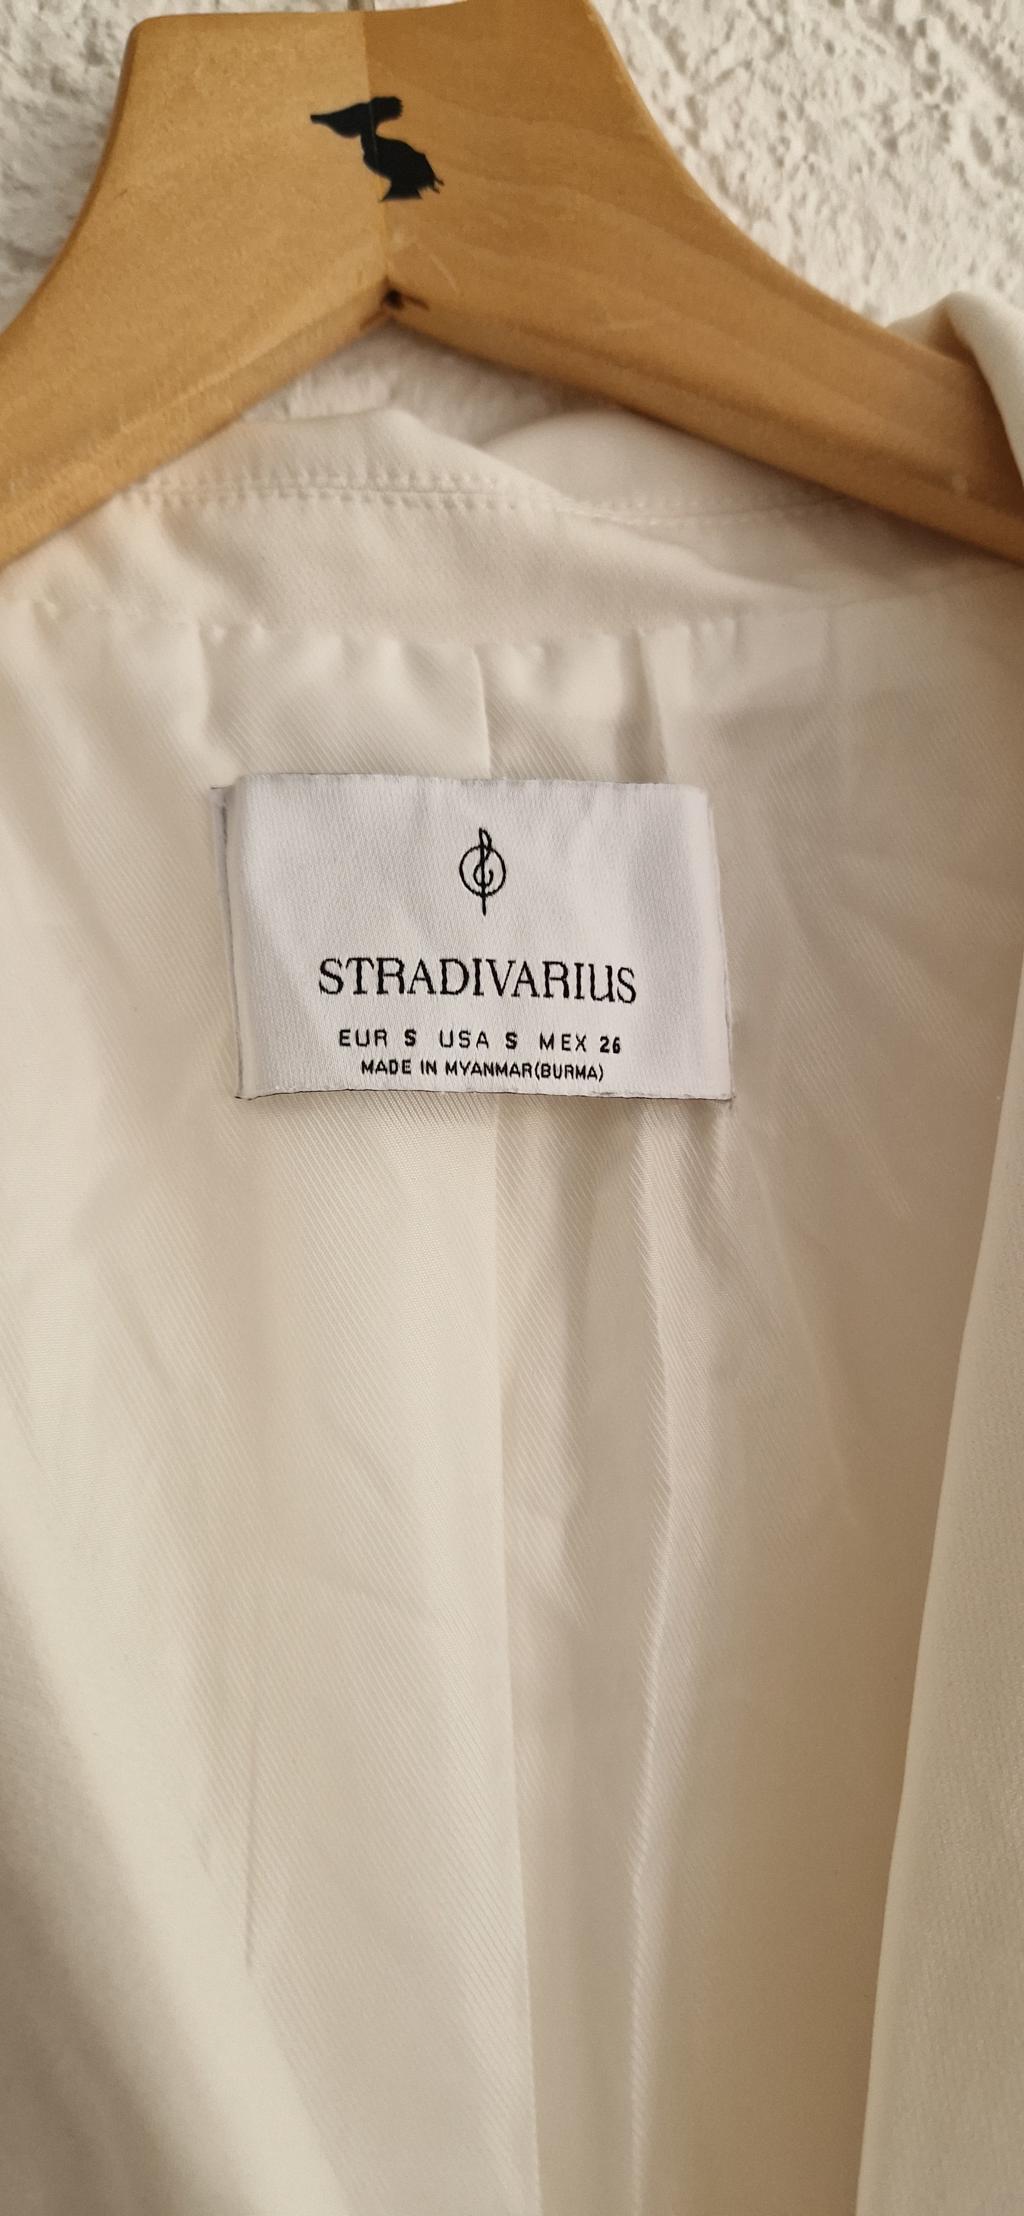 STRADIVARIUS
EUR S USA S MEX 26
MADE IN MYANMAR(BURMA)